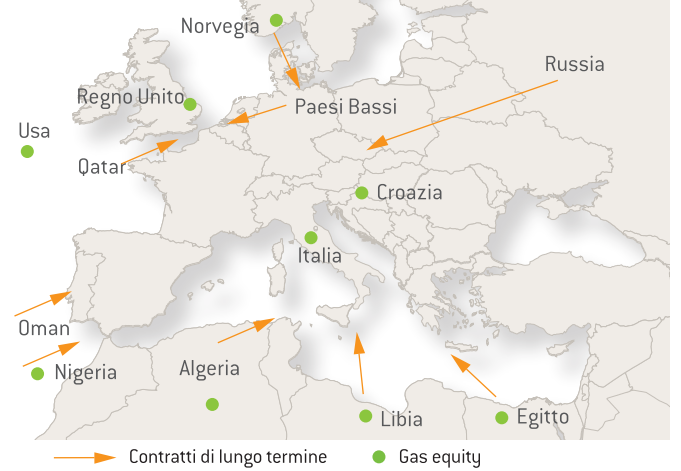 Norvegia
Russia
Regno Unito
Paesi Bassi
Usa
Qatar
Croazia
Italia
Oman
Nigeria
Algeria
Libia
Egitto
Contratti di lungo termine
Gas equity